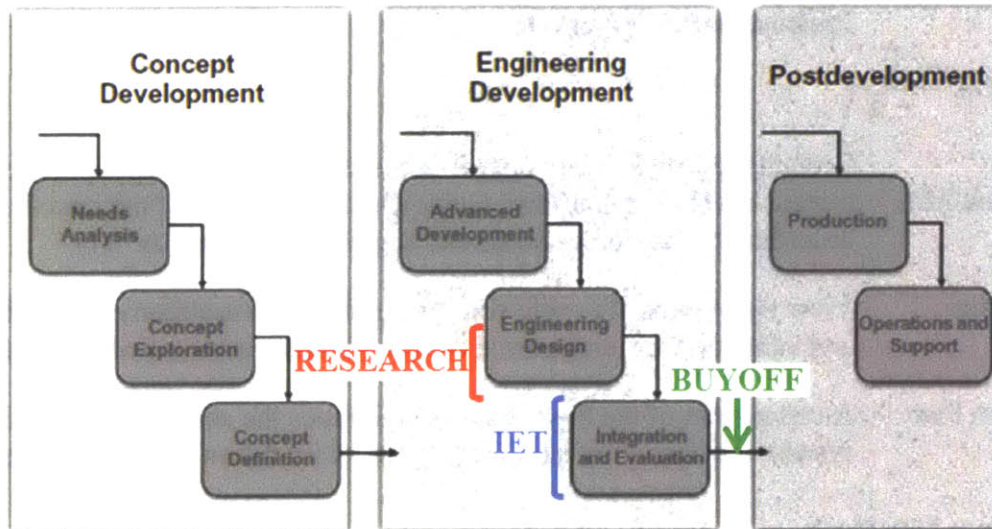 Concept
Development
Engineering
Development
Postdevelopment
Needs
Analysis
Concept
Exploration
Concept
Definition
Advanced
Development
Engineering
Design
Integration
and Evaluation
Production
Operations and
Support
RESEARCH
IET
BUYOFF